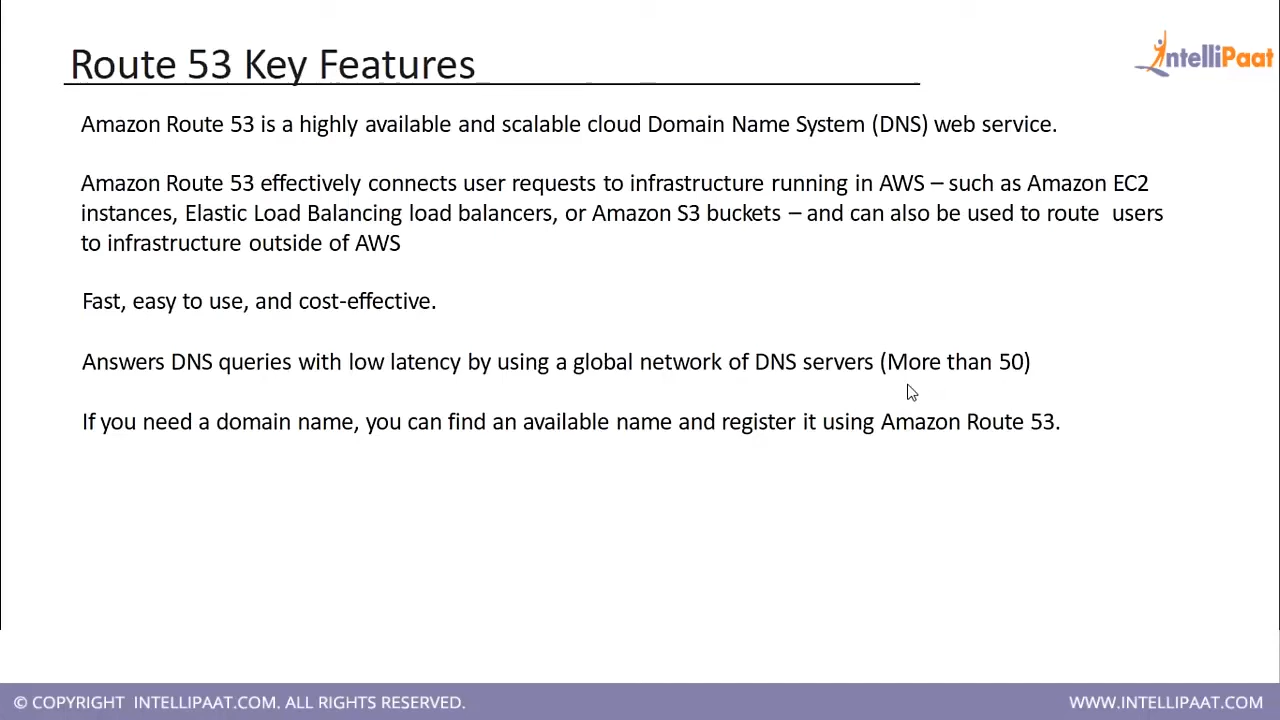 Route 53 Key Features
IntelliPaat
Amazon Route 53 is a highly available and scalable cloud Domain Name System (DNS) web service.
Amazon Route 53 effectively connects user requests to infrastructure running in AWS – such as Amazon EC2
instances, Elastic Load Balancing load balancers, or Amazon S3 buckets – and can also be used to route users
to infrastructure outside of AWS
Fast, easy to use, and cost-effective.
Answers DNS queries with low latency by using a global network of DNS servers (More than 50)
If you need a domain name, you can find an available name and register it using Amazon Route 53.
© COPYRIGHT INTELLIPAAT.COM. ALL RIGHTS RESERVED.
WWW.INTELLIPAAT.COM